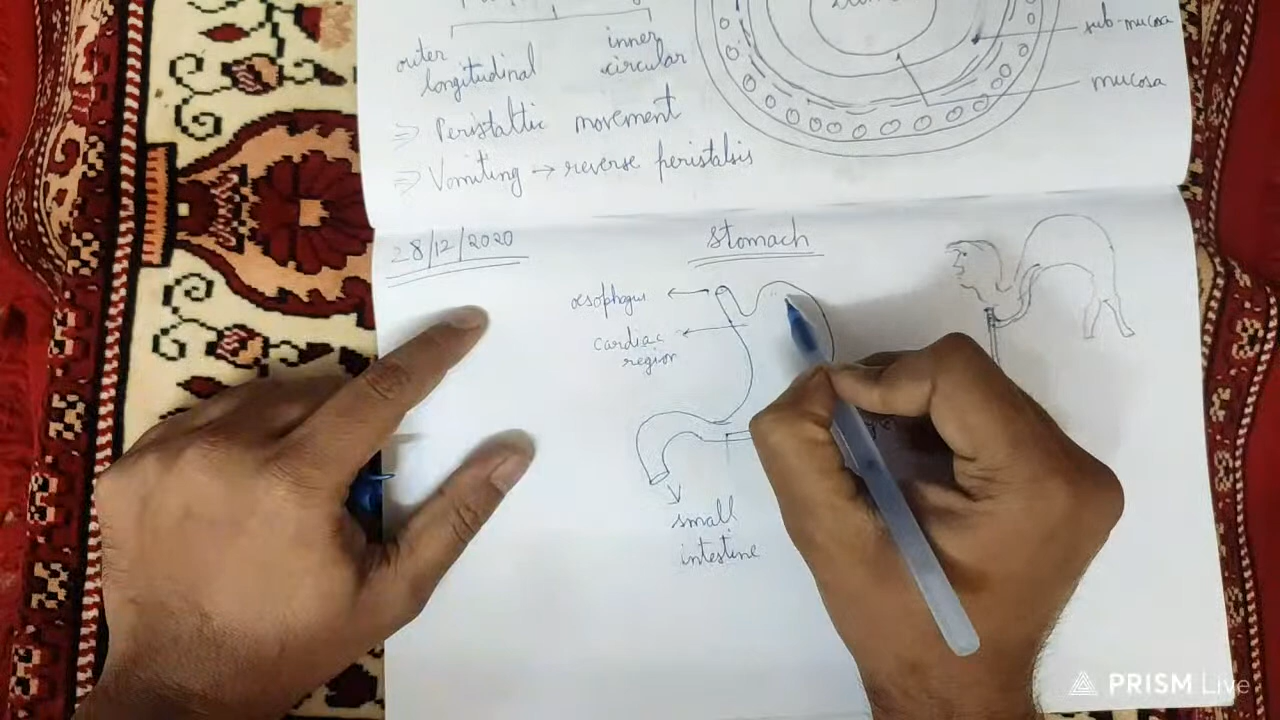 outer
longitudinal
inner
circular
sub-mucosa
mucosa
⇒ Peristaltic movement
⇒ Vomiting → reverse peristalsis
28/12/2020
Stomach
oesophagus
cardiac
region
small
intestine
PRISM Live